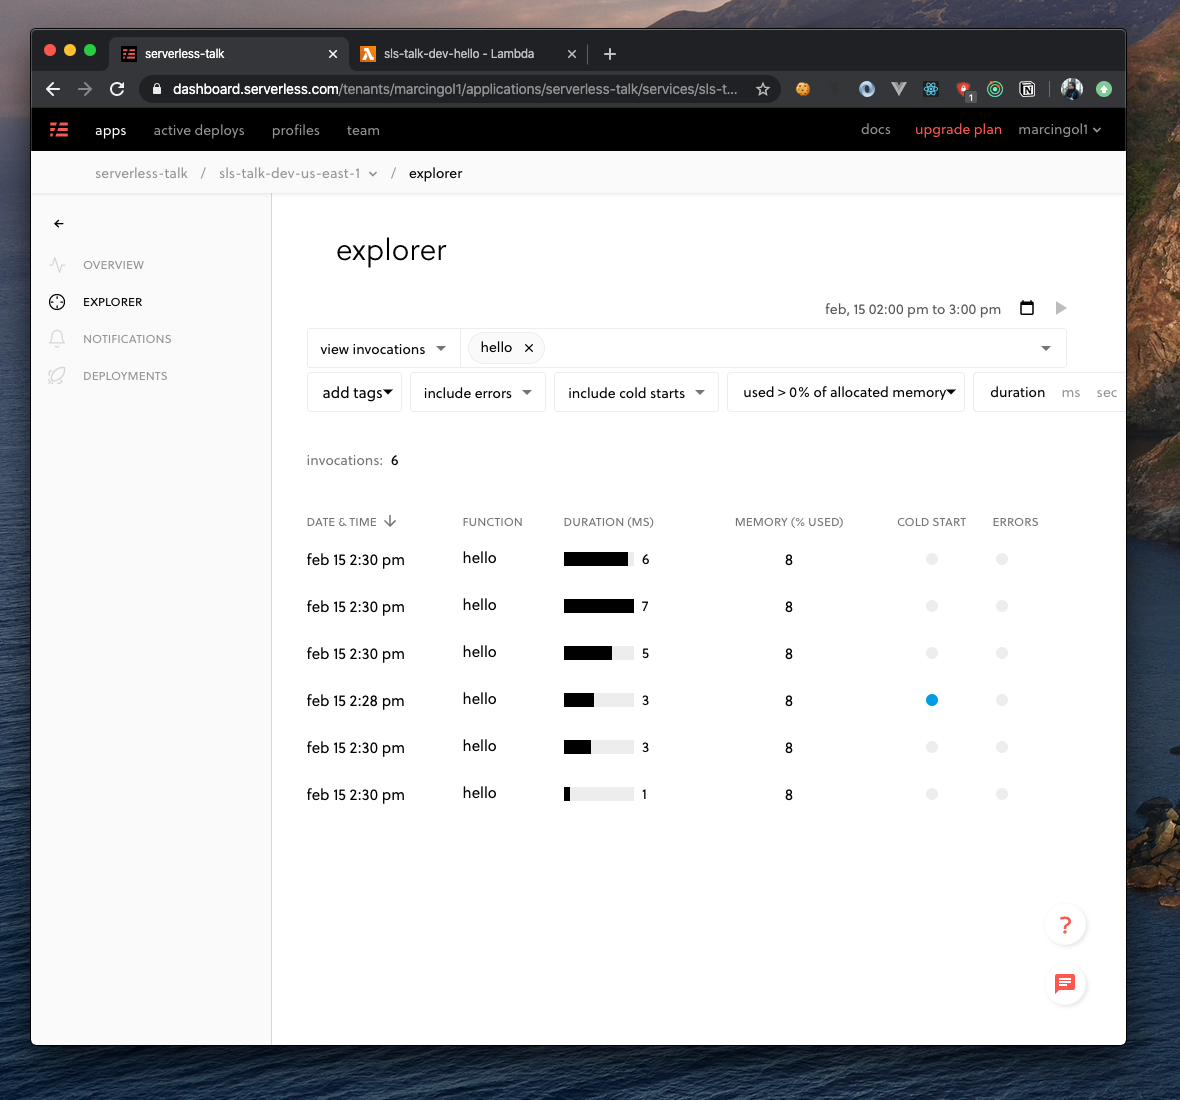 serverless-talk
sls-talk-dev-hello - Lambda
dashboard.serverless.com/tenants/marcingol1/applications/serverless-talk/services/sls-t...
1
apps active deploys profiles team docs upgrade plan marcingol1
serverless-talk / sls-talk-dev-us-east-1 / explorer
OVERVIEW
EXPLORER
NOTIFICATIONS
DEPLOYMENTS
explorer
feb, 15 02:00 pm to 3:00 pm
view invocations hello
add tags include errors include cold starts used > 0% of allocated memory duration ms sec
invocations: 6
DATE & TIME FUNCTION DURATION (MS) MEMORY (% USED) COLD START ERRORS
feb 15 2:30 pm hello 6 8
feb 15 2:30 pm hello 7 8
feb 15 2:30 pm hello 5 8
feb 15 2:28 pm hello 3 8
feb 15 2:30 pm hello 3 8
feb 15 2:30 pm hello 1 8
?